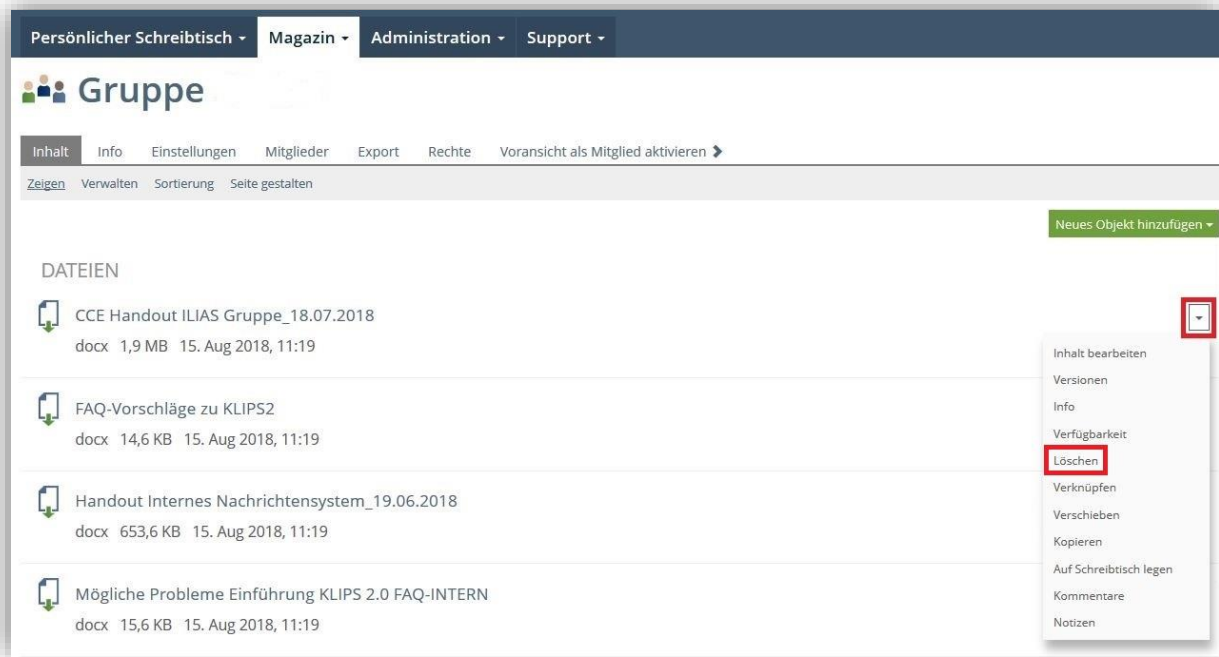 Persönlicher Schreibtisch Magazin Administration Support
Gruppe
Inhalt Info Einstellungen Mitglieder Export Rechte Voransicht als Mitglied aktivieren
Zeigen Verwalten Sortierung Seite gestalten
Neues Objekt hinzufügen
DATEIEN
CCE Handout ILIAS Gruppe_18.07.2018
docx 1,9 MB 15. Aug 2018, 11:19
FAQ-Vorschläge zu KLIPS2
docx 14,6 KB 15. Aug 2018, 11:19
Handout Internes Nachrichtensystem_19.06.2018
docx 653,6 KB 15. Aug 2018, 11:19
Mögliche Probleme Einführung KLIPS 2.0 FAQ-INTERN
docx 15,6 KB 15. Aug 2018, 11:19
Inhalt bearbeiten
Versionen
Info
Verfügbarkeit
Löschen
Verknüpfen
Verschieben
Kopieren
Auf Schreibtisch legen
Kommentare
Notizen